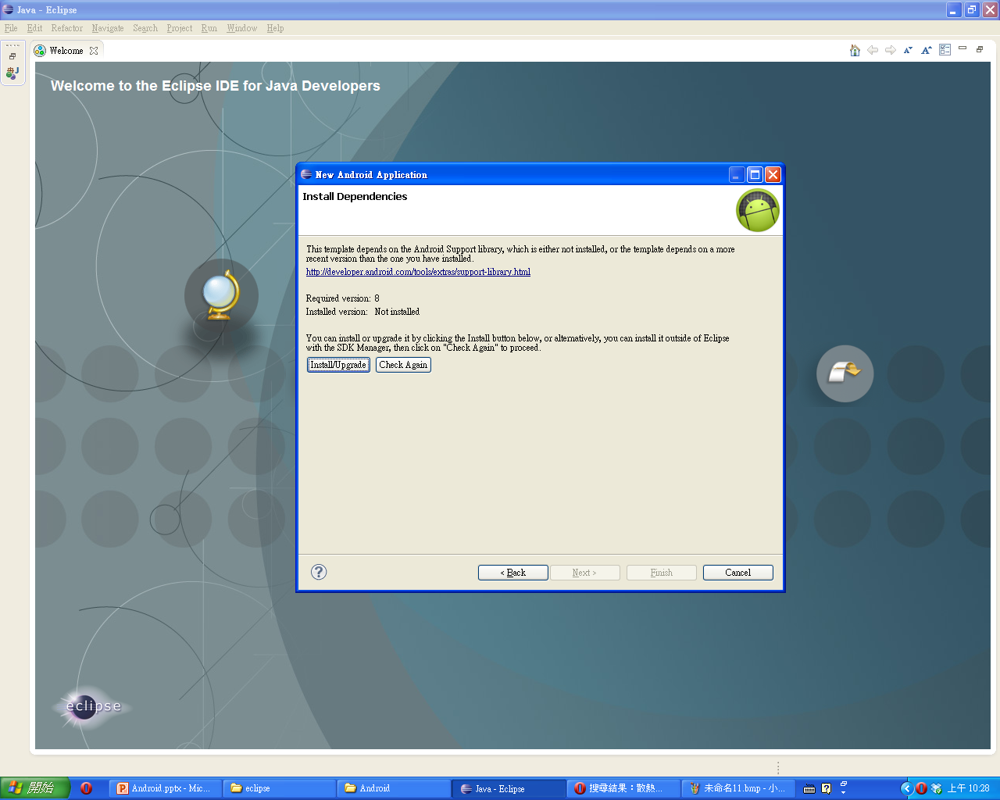 Java - Eclipse
File Edit Refactor Navigate Search Project Run Window Help
Welcome
Welcome to the Eclipse IDE for Java Developers
New Android Application
Install Dependencies
This template depends on the Android Support library, which is either not installed, or the template depends on a more
recent version than the one you have installed.
http://developer.android.com/tools/extras/support-library.html
Required version: 8
Installed version: Not installed
You can install or upgrade it by clicking the Install button below, or alternatively, you can install it outside of Eclipse
with the SDK Manager, then click on "Check Again" to proceed.
Install/Upgrade Check Again
< Back Next > Finish Cancel
eclipse
開始 Android.pptx - Mic... eclipse Android Java - Eclipse 搜尋結果：散熱... 未命名11.bmp - 小... 上午 10:28